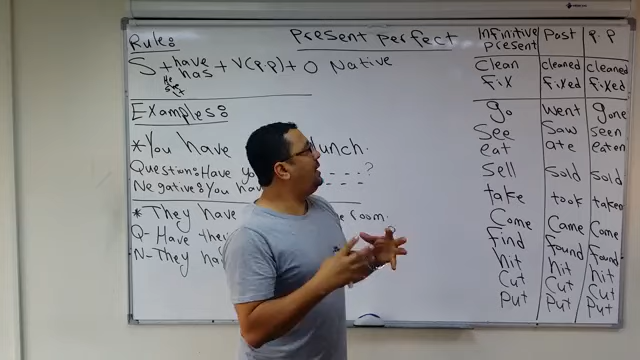 Present perfect
Rule:
S + have has + V(p.p) + O Native
He
She
it
Examples:
* You have lunch.
Question: Have yo - - - - ?
Negative: You ha - - -
* They have room.
Q- Have the
N- They ha
Infinitive present Post P.P
Clean cleaned cleaned
fix fixed fixed
go went gone
See Saw seen
eat ate eaten
sell sold sold
take took taken
Come Came Come
find found found
hit hit hit
Cut Cut Cut
Put Put Put